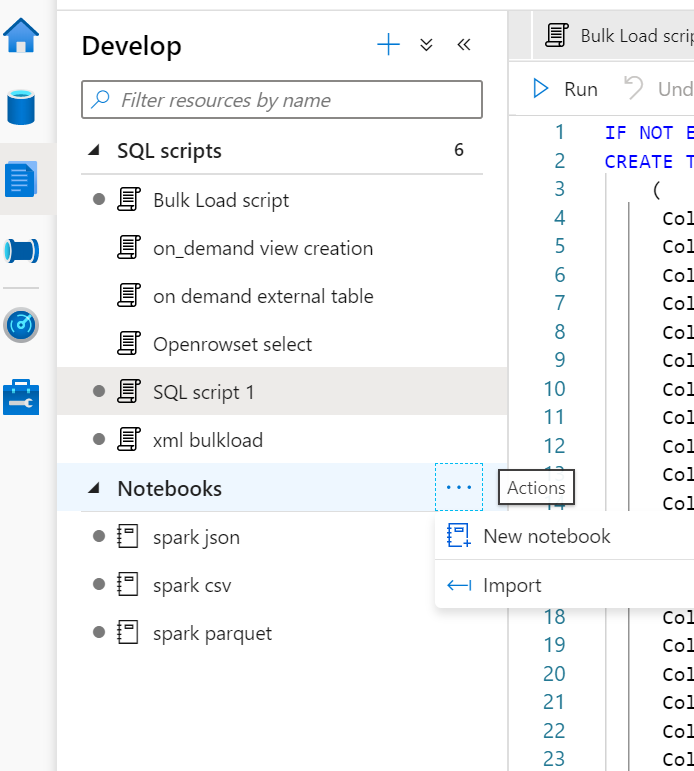 Develop
Filter resources by name
SQL scripts 6
Bulk Load script
on_demand view creation
on demand external table
Openrowset select
SQL script 1
xml bulkload
Notebooks
Actions
New notebook
Import
spark json
spark csv
spark parquet
Bulk Load scrip
Run Und
1 IF NOT E
2 CREATE T
3 (
4 Col
5 Col
6 Col
7 Col
8 Col
9 Col
10 Col
11 Col
12 Col
13 Col
14 Col
18 Col
19 Col
20 Col
21 Col
22 Col
23 Col